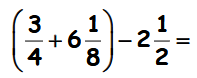 (3/4 + 6 1/8) − 2 1/2 =